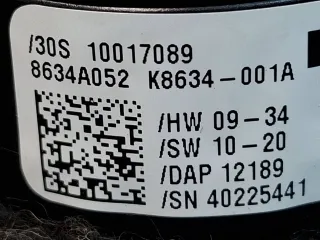 /30S 10017089
8634A052 K8634-001A
/HW 09-34
/SW 10-20
/DAP 12189
/SN 40225441